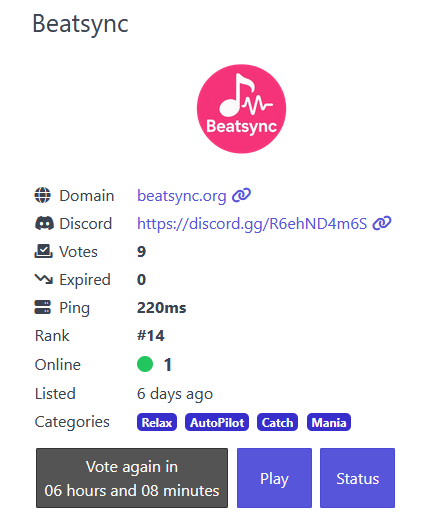 Beatsync
Beatsync
Domain beatsync.org
Discord https://discord.gg/R6ehND4m6S
Votes 9
Expired 0
Ping 220ms
Rank #14
Online 1
Listed 6 days ago
Categories Relax AutoPilot Catch Mania
Vote again in
06 hours and 08 minutes
Play
Status